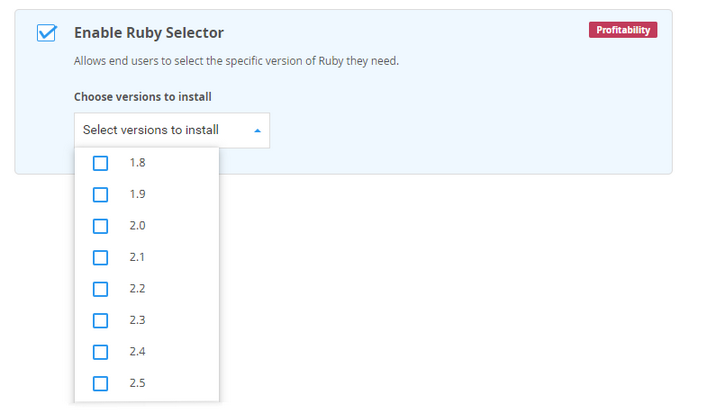 Enable Ruby Selector
Profitability
Allows end users to select the specific version of Ruby they need.
Choose versions to install
Select versions to install
1.8
1.9
2.0
2.1
2.2
2.3
2.4
2.5